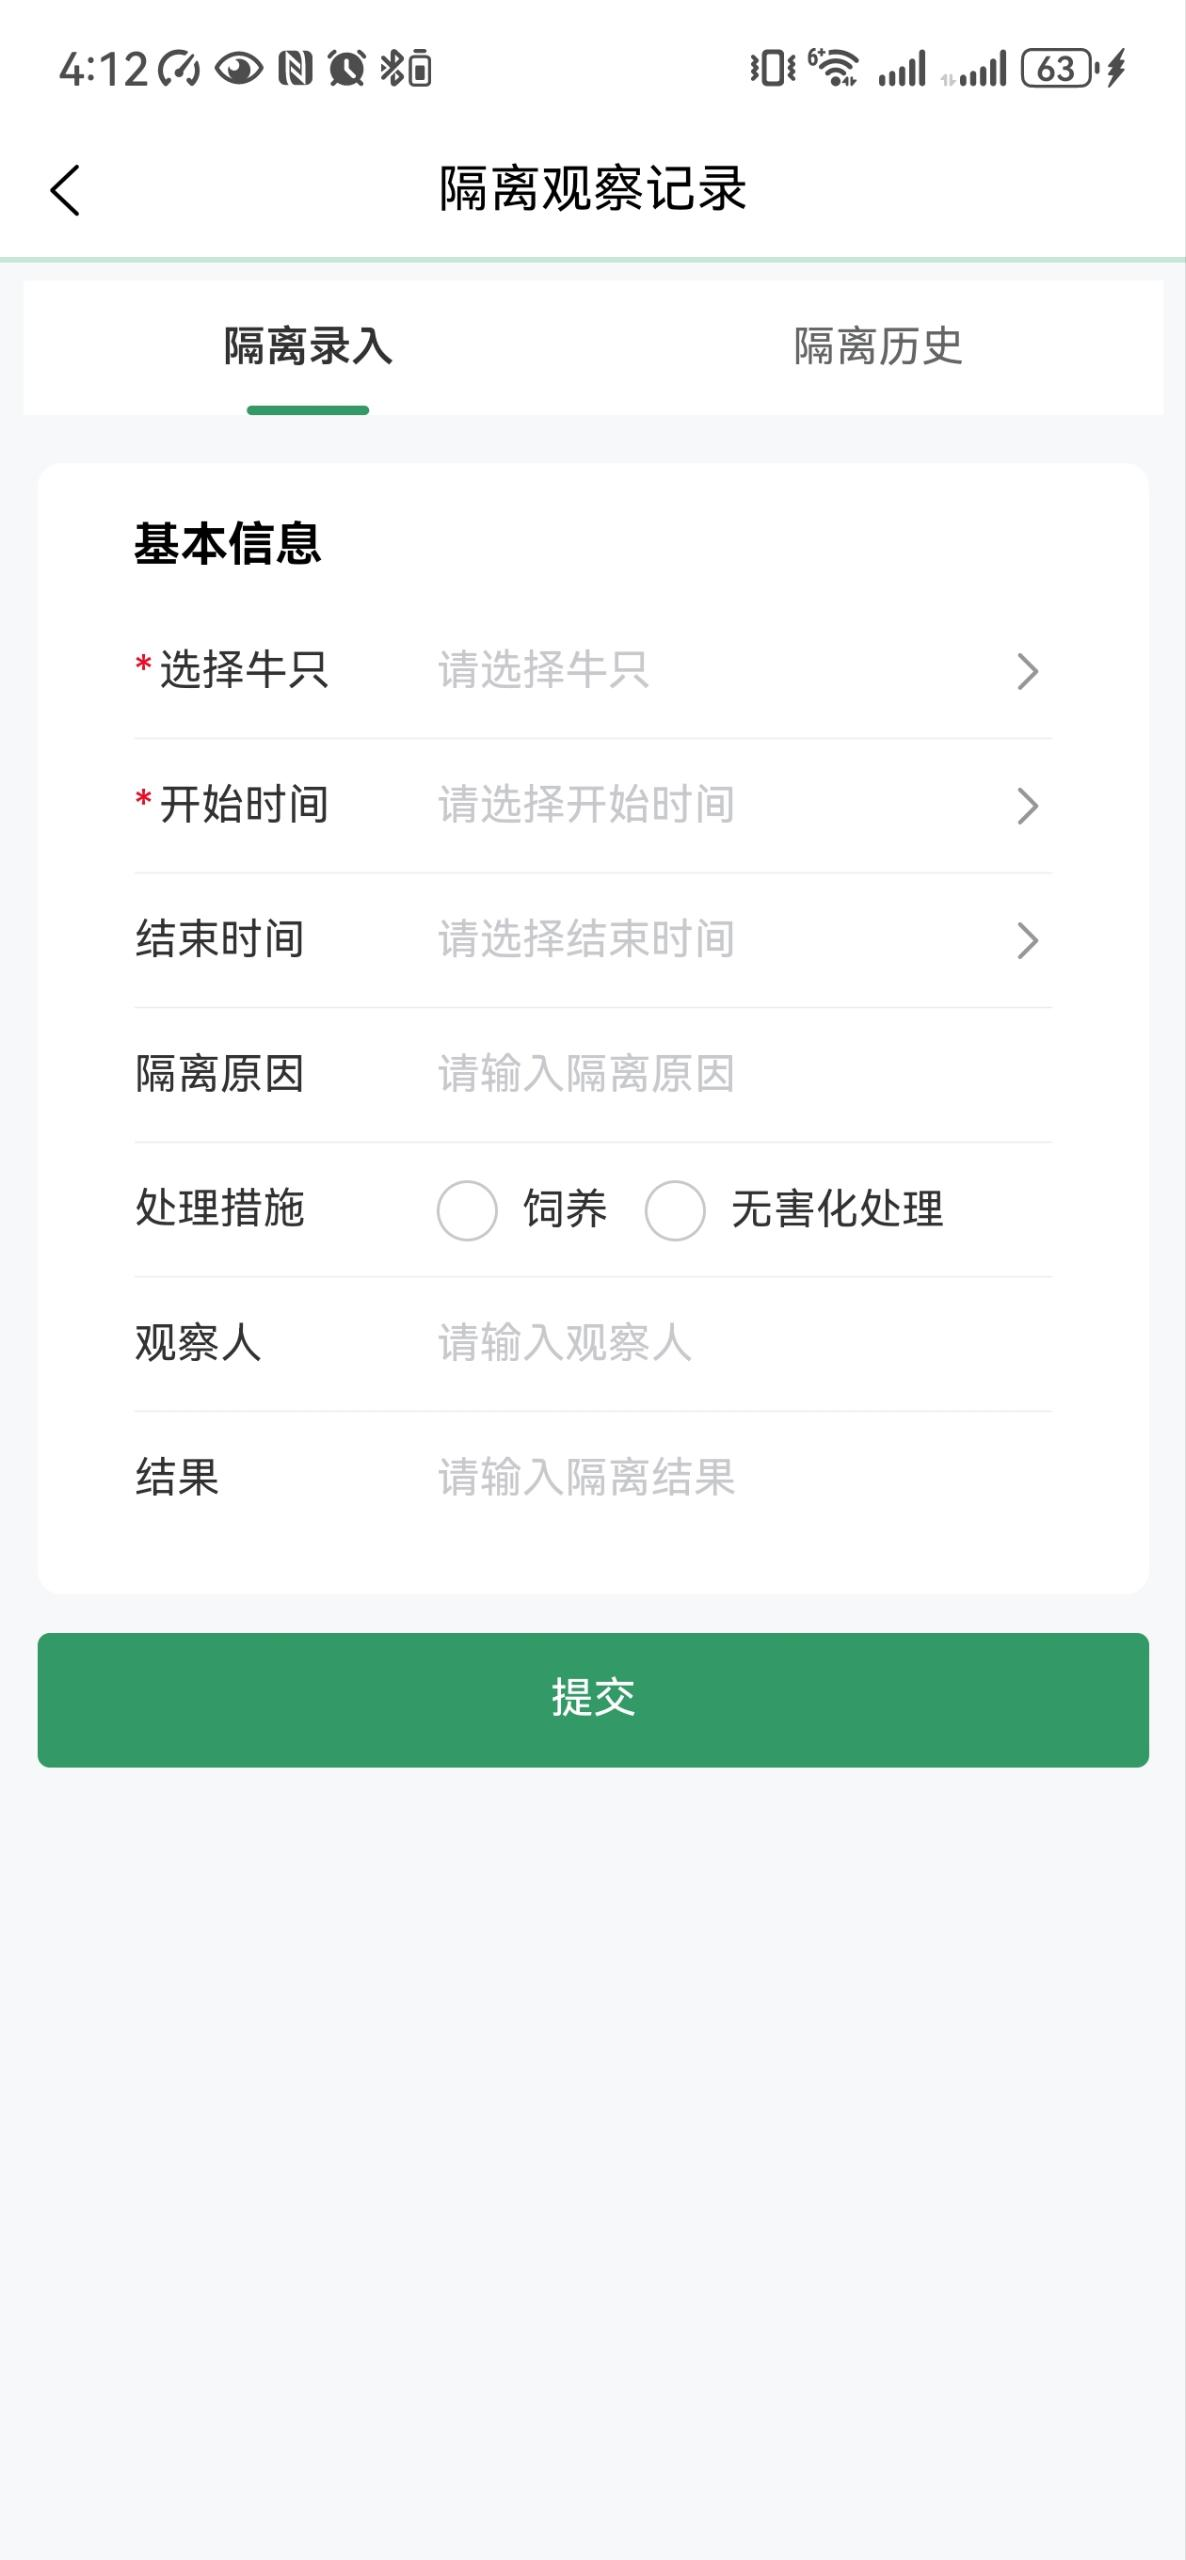 4:12 6+ 63
隔离观察记录
隔离录入 隔离历史
基本信息
*选择牛只 请选择牛只
*开始时间 请选择开始时间
结束时间 请选择结束时间
隔离原因 请输入隔离原因
处理措施 饲养 无害化处理
观察人 请输入观察人
结果 请输入隔离结果
提交